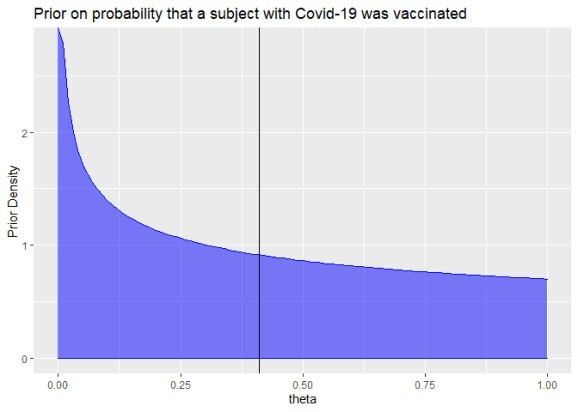 Prior on probability that a subject with Covid-19 was vaccinated
Prior Density
2
1
0
0.00 0.25 0.50 0.75 1.00
theta